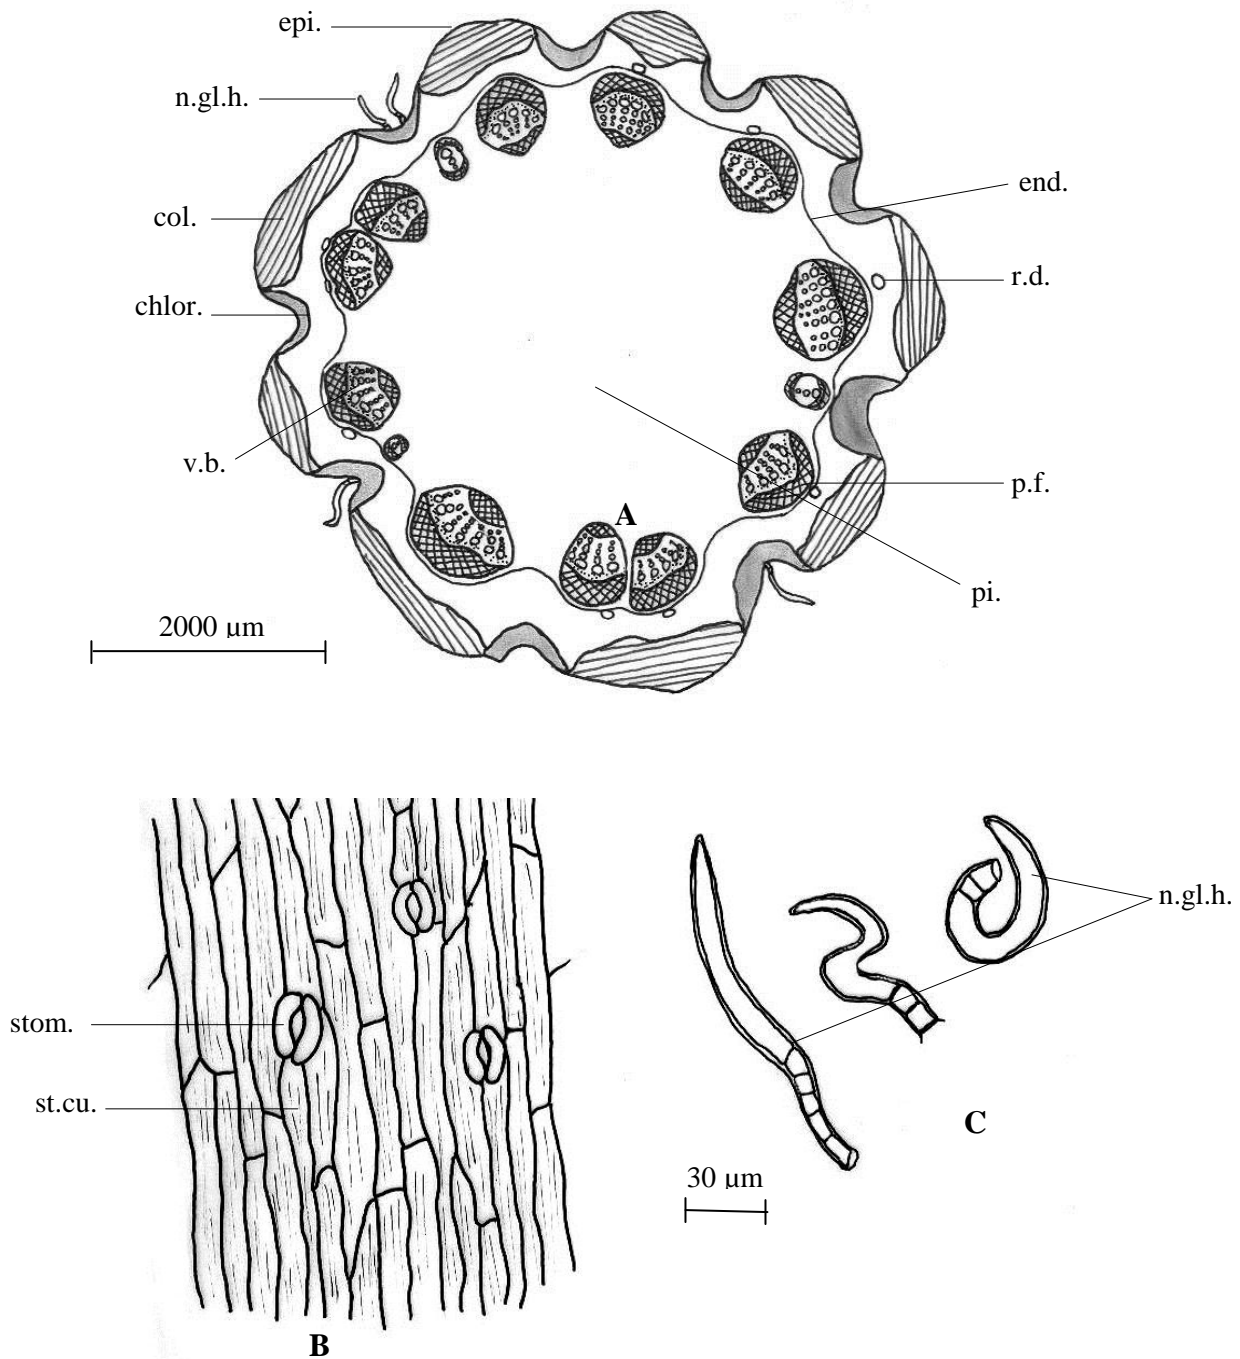 epi.
n.gl.h.
end.
col.
r.d.
chlor.
v.b.
p.f.
A
pi.
2000 µm
n.gl.h.
stom.
st.cu.
C
30 µm
B